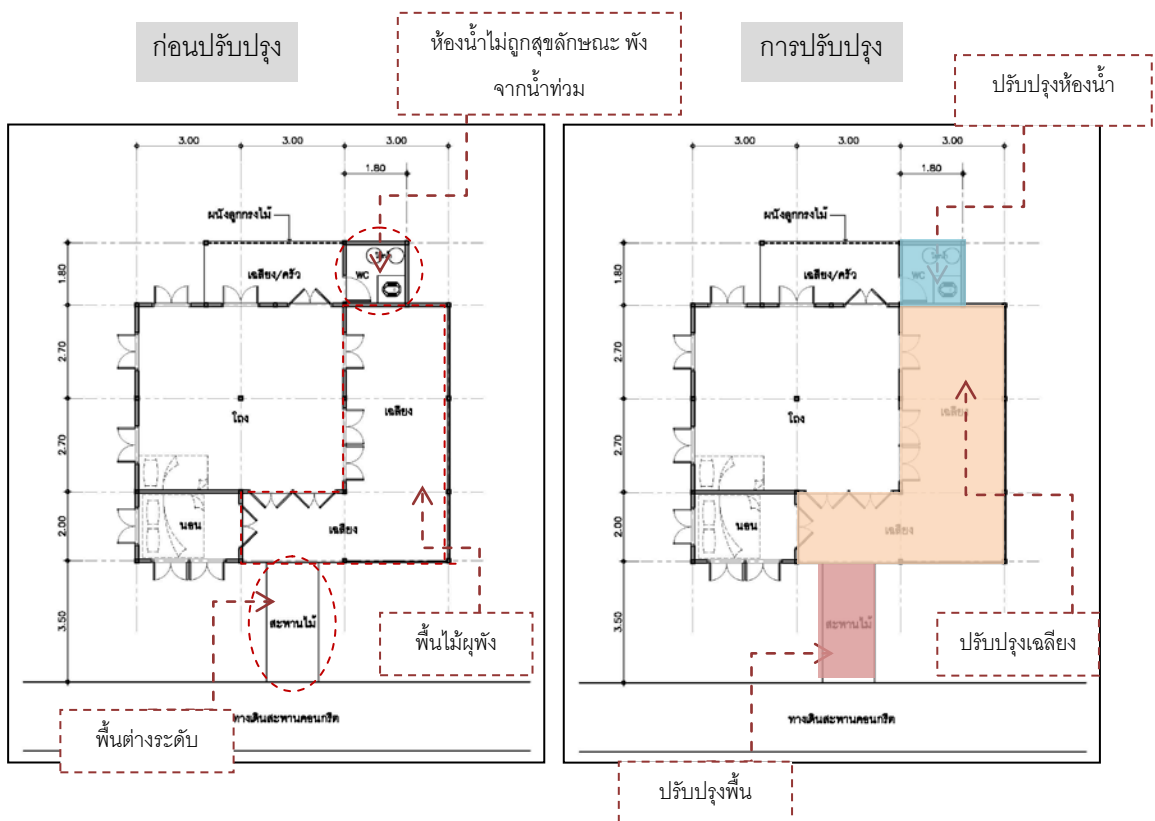 ก่อนปรับปรุง
ห้องน้ำไม่ถูกสุขลักษณะ พัง
จากน้ำท่วม
3.00 3.00 3.00
1.80
ผนังลูกกรงไม้
1.80
เฉลียง/ครัว
WC
2.70
เฉลียง
โถง
2.70
นอน
2.00
เฉลียง
3.50
สะพานไม้
พื้นไม้ผุพัง
ทางเดินสะพานคอนกรีต
พื้นต่างระดับ
การปรับปรุง
ปรับปรุงห้องน้ำ
3.00 3.00 3.00
1.80
ผนังลูกกรงไม้
1.80
เฉลียง/ครัว
WC
2.70
เฉลียง
โถง
2.70
นอน
2.00
เฉลียง
3.50
สะพานไม้
ปรับปรุงเฉลียง
ทางเดินสะพานคอนกรีต
ปรับปรุงพื้น